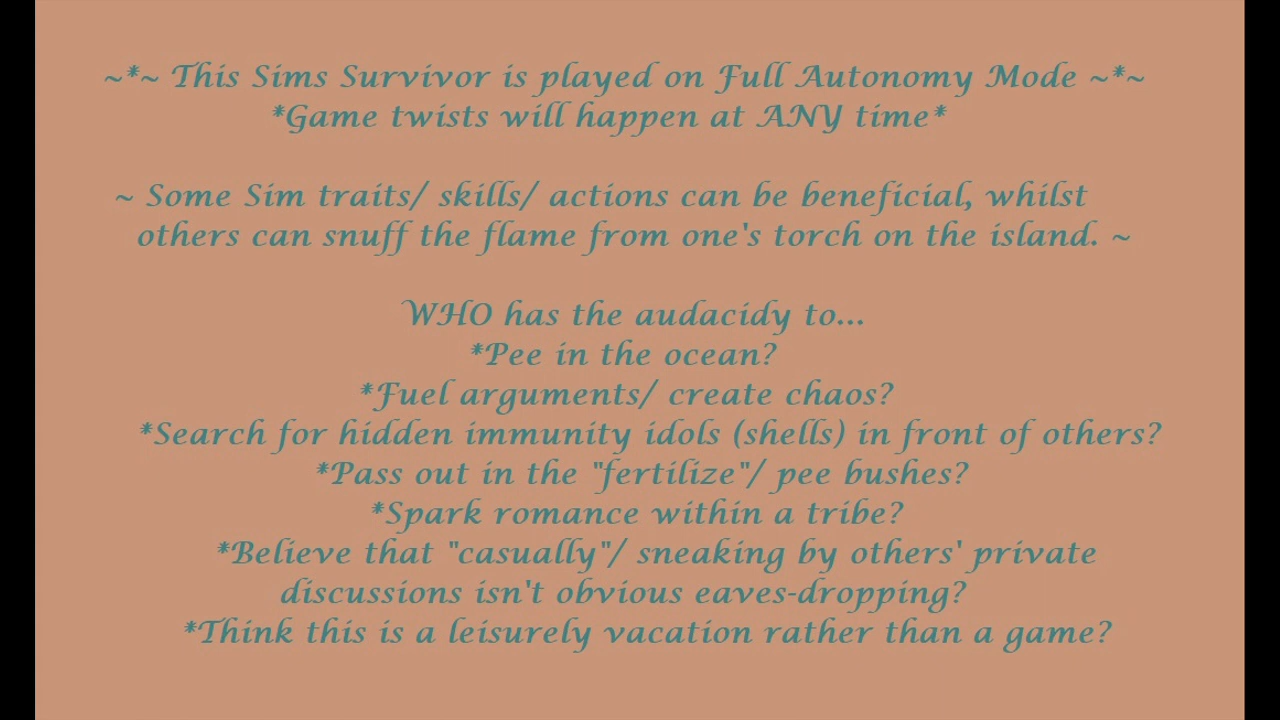 ~*~ This Sims Survivor is played on Full Autonomy Mode ~*~
*Game twists will happen at ANY time*
~ Some Sim traits/ skills/ actions can be beneficial, whilst
others can snuff the flame from one's torch on the island. ~
WHO has the audacidy to...
*Pee in the ocean?
*Fuel arguments/ create chaos?
*Search for hidden immunity idols (shells) in front of others?
*Pass out in the "fertilize"/ pee bushes?
*Spark romance within a tribe?
*Believe that "casually"/ sneaking by others' private
discussions isn't obvious eaves-dropping?
*Think this is a leisurely vacation rather than a game?